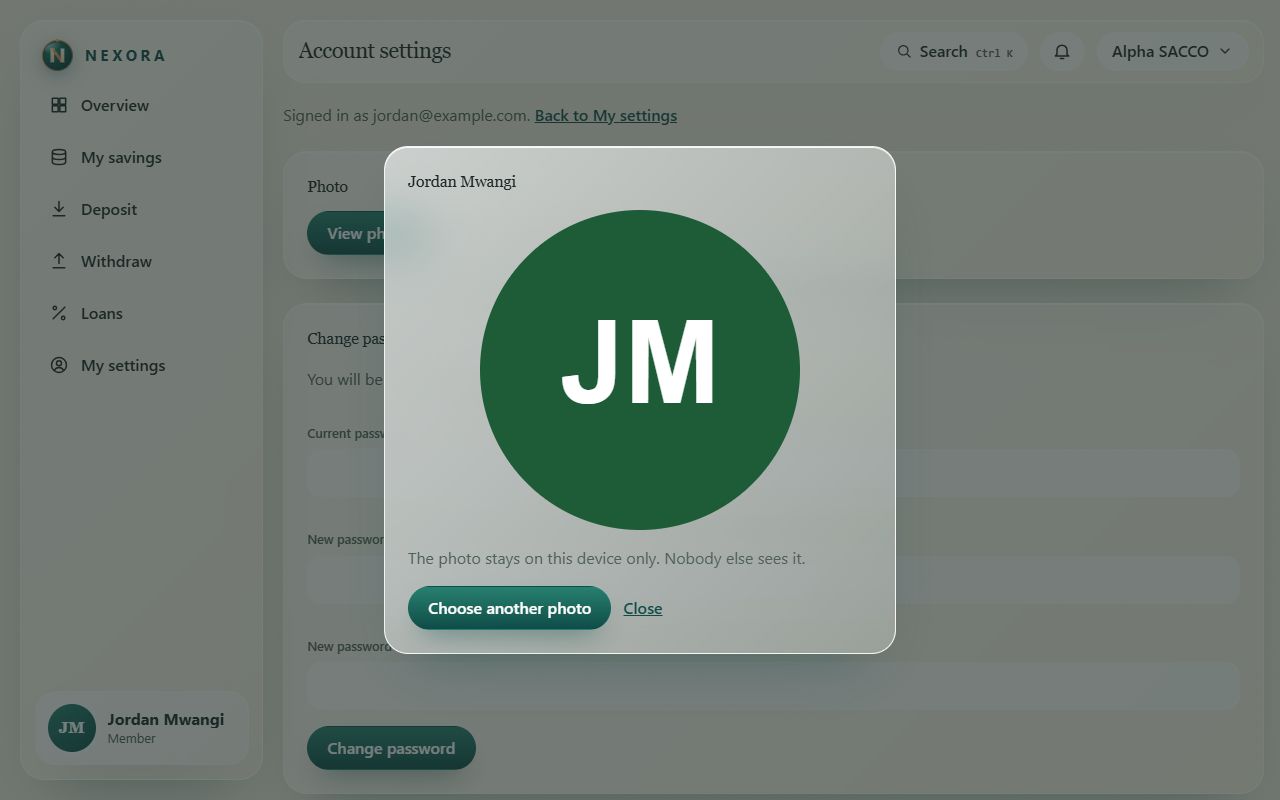 N NEXORA
Overview
My savings
Deposit
Withdraw
Loans
My settings
JM
Jordan Mwangi
Member
Account settings
Search Ctrl K
Alpha SACCO
Signed in as jordan@example.com. Back to My settings
Photo
View ph
Change pas
You will be
Current passw
New passwor
New password
Change password
Jordan Mwangi
JM
The photo stays on this device only. Nobody else sees it.
Choose another photo
Close